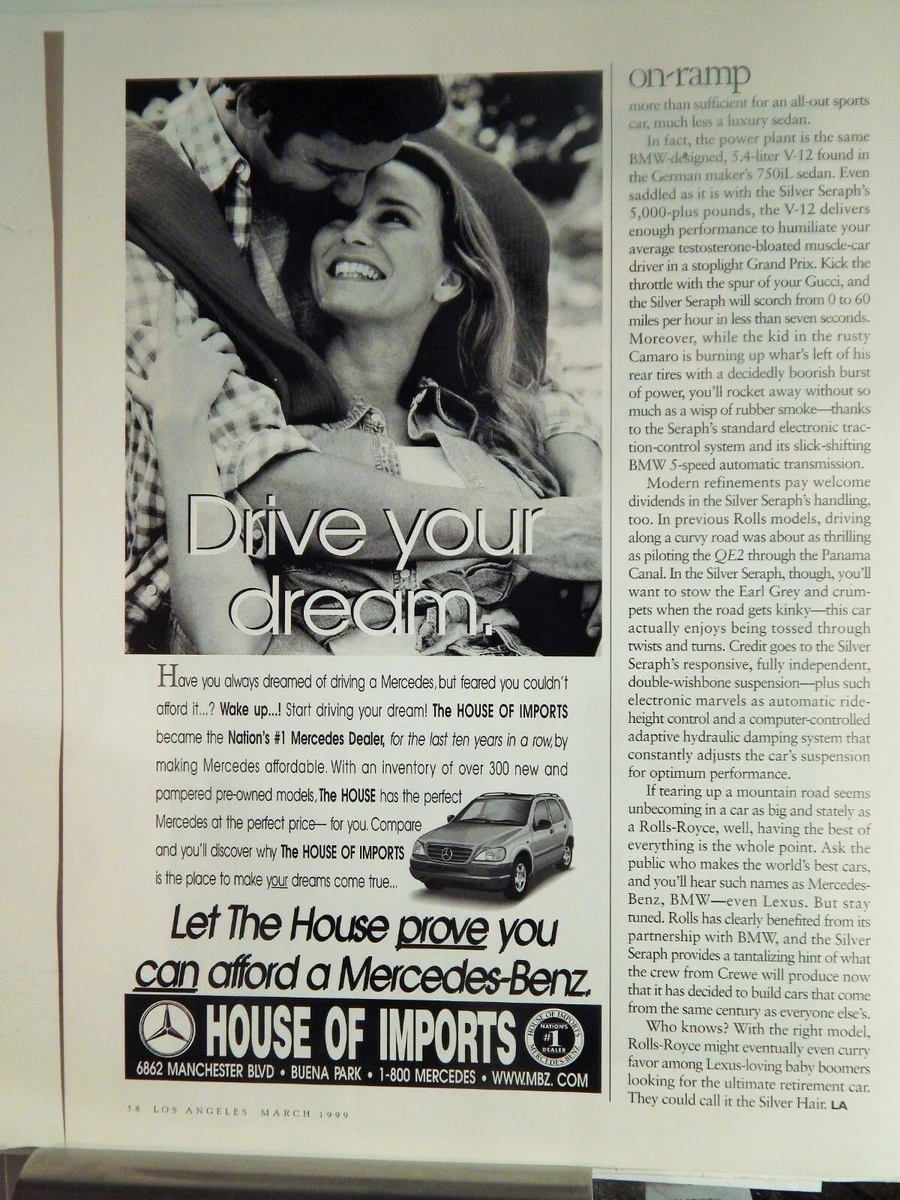 Drive your
dream.
Have you always dreamed of driving a Mercedes, but feared you couldn't
afford it...? Wake up...! Start driving your dream! The HOUSE OF IMPORTS
became the Nation's #1 Mercedes Dealer, for the last ten years in a row, by
making Mercedes affordable. With an inventory of over 300 new and
pampered pre-owned models, The HOUSE has the perfect
Mercedes at the perfect price— for you. Compare
and you'll discover why The HOUSE OF IMPORTS
is the place to make your dreams come true...
Let The House prove you
can afford a Mercedes-Benz.
HOUSE OF IMPORTS
HOUSE OF IMPORTS
NATION'S
#1
DEALER
MERCEDES-BENZ
6862 MANCHESTER BLVD • BUENA PARK • 1-800 MERCEDES • WWW.MBZ.COM
58 LOS ANGELES MARCH 1999
on-ramp
more than sufficient for an all-out sports
car, much less a luxury sedan.
In fact, the power plant is the same
BMW-designed, 5.4-liter V-12 found in
the German maker's 750iL sedan. Even
saddled as it is with the Silver Seraph's
5,000-plus pounds, the V-12 delivers
enough performance to humiliate your
average testosterone-bloated muscle-car
driver in a stoplight Grand Prix. Kick the
throttle with the spur of your Gucci, and
the Silver Seraph will scorch from 0 to 60
miles per hour in less than seven seconds.
Moreover, while the kid in the rusty
Camaro is burning up what's left of his
rear tires with a decidedly boorish burst
of power, you'll rocket away without so
much as a wisp of rubber smoke—thanks
to the Seraph's standard electronic trac-
tion-control system and its slick-shifting
BMW 5-speed automatic transmission.
Modern refinements pay welcome
dividends in the Silver Seraph's handling,
too. In previous Rolls models, driving
along a curvy road was about as thrilling
as piloting the QE2 through the Panama
Canal. In the Silver Seraph, though, you'll
want to stow the Earl Grey and crum-
pets when the road gets kinky—this car
actually enjoys being tossed through
twists and turns. Credit goes to the Silver
Seraph's responsive, fully independent,
double-wishbone suspension—plus such
electronic marvels as automatic ride-
height control and a computer-controlled
adaptive hydraulic damping system that
constantly adjusts the car's suspension
for optimum performance.
If tearing up a mountain road seems
unbecoming in a car as big and stately as
a Rolls-Royce, well, having the best of
everything is the whole point. Ask the
public who makes the world's best cars,
and you'll hear such names as Mercedes-
Benz, BMW—even Lexus. But stay
tuned. Rolls has clearly benefited from its
partnership with BMW, and the Silver
Seraph provides a tantalizing hint of what
the crew from Crewe will produce now
that it has decided to build cars that come
from the same century as everyone else's.
Who knows? With the right model,
Rolls-Royce might eventually even curry
favor among Lexus-loving baby boomers
looking for the ultimate retirement car.
They could call it the Silver Hair. LA